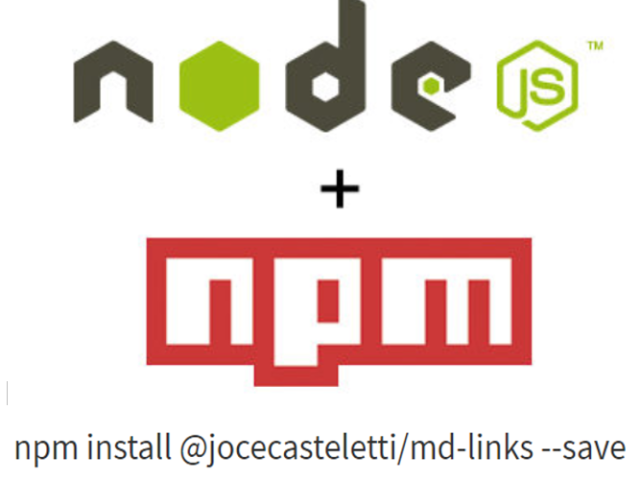 node JS ™
+
npm
npm install @jocecasteletti/md-links --save